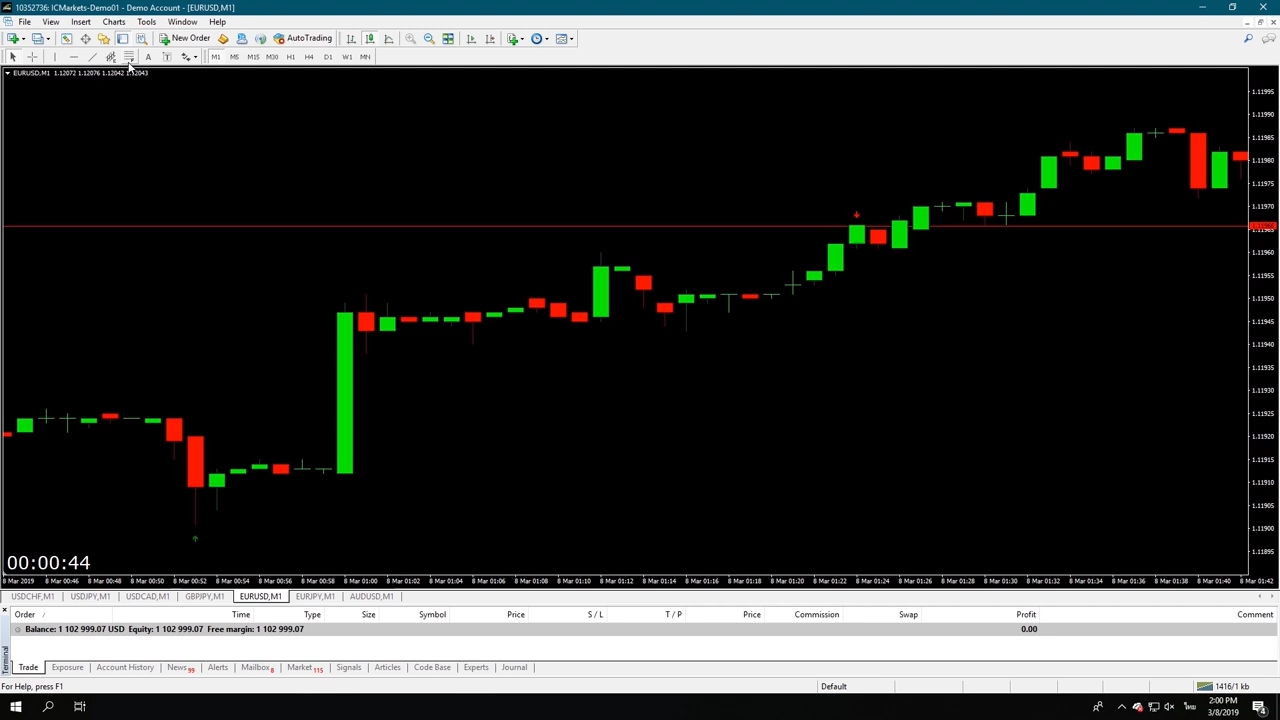 10352736: ICMarkets-Demo01 - Demo Account - [EURUSD,M1]
File View Insert Charts Tools Window Help
New Order AutoTrading
A T M1 M5 M15 M30 H1 H4 D1 W1 MN
EURUSD,M1 1.12072 1.12076 1.12042 1.12043
1.11995
1.11990
1.11985
1.11980
1.11975
1.11970
1.11965
1.11960
1.11955
1.11950
1.11945
1.11940
1.11935
1.11930
1.11925
1.11920
1.11915
1.11910
1.11905
1.11900
1.11895
00:00:44
8 Mar 2019 8 Mar 00:46 8 Mar 00:48 8 Mar 00:50 8 Mar 00:52 8 Mar 00:54 8 Mar 00:56 8 Mar 00:58 8 Mar 01:00 8 Mar 01:02 8 Mar 01:04 8 Mar 01:06 8 Mar 01:08 8 Mar 01:10 8 Mar 01:12 8 Mar 01:14 8 Mar 01:16 8 Mar 01:18 8 Mar 01:20 8 Mar 01:22 8 Mar 01:24 8 Mar 01:26 8 Mar 01:28 8 Mar 01:30 8 Mar 01:32 8 Mar 01:34 8 Mar 01:36 8 Mar 01:38 8 Mar 01:40 8 Mar 01:42
USDCHF,M1 USDJPY,M1 USDCAD,M1 GBPJPY,M1 EURUSD,M1 EURJPY,M1 AUDUSD,M1
Order / Time Type Size Symbol Price S / L T / P Price Commission Swap Profit Comment
Balance: 1 102 999.07 USD Equity: 1 102 999.07 Free margin: 1 102 999.07 0.00
Terminal
Trade Exposure Account History News 99 Alerts Mailbox 8 Market 115 Signals Articles Code Base Experts Journal
For Help, press F1 Default 1416/1 kb
2:00 PM
3/8/2019
4